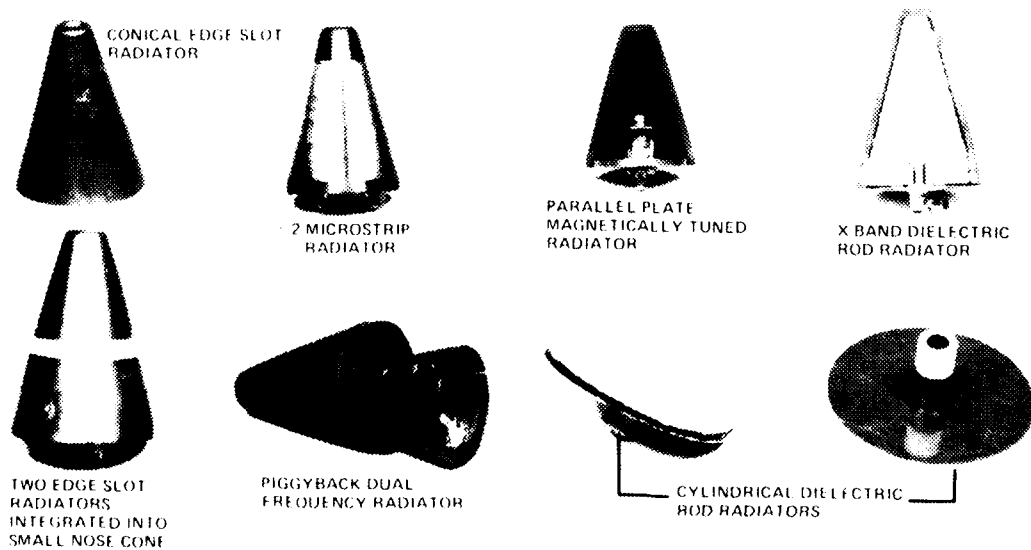 CONICAL EDGE SLOT
RADIATOR
2 MICROSTRIP
RADIATOR
PARALLEL PLATE
MAGNETICALLY TUNED
RADIATOR
X BAND DIELECTRIC
ROD RADIATOR
TWO EDGE SLOT
RADIATORS
INTEGRATED INTO
SMALL NOSE CONE
PIGGYBACK DUAL
FREQUENCY RADIATOR
CYLINDRICAL DIELECTRIC
ROD RADIATORS